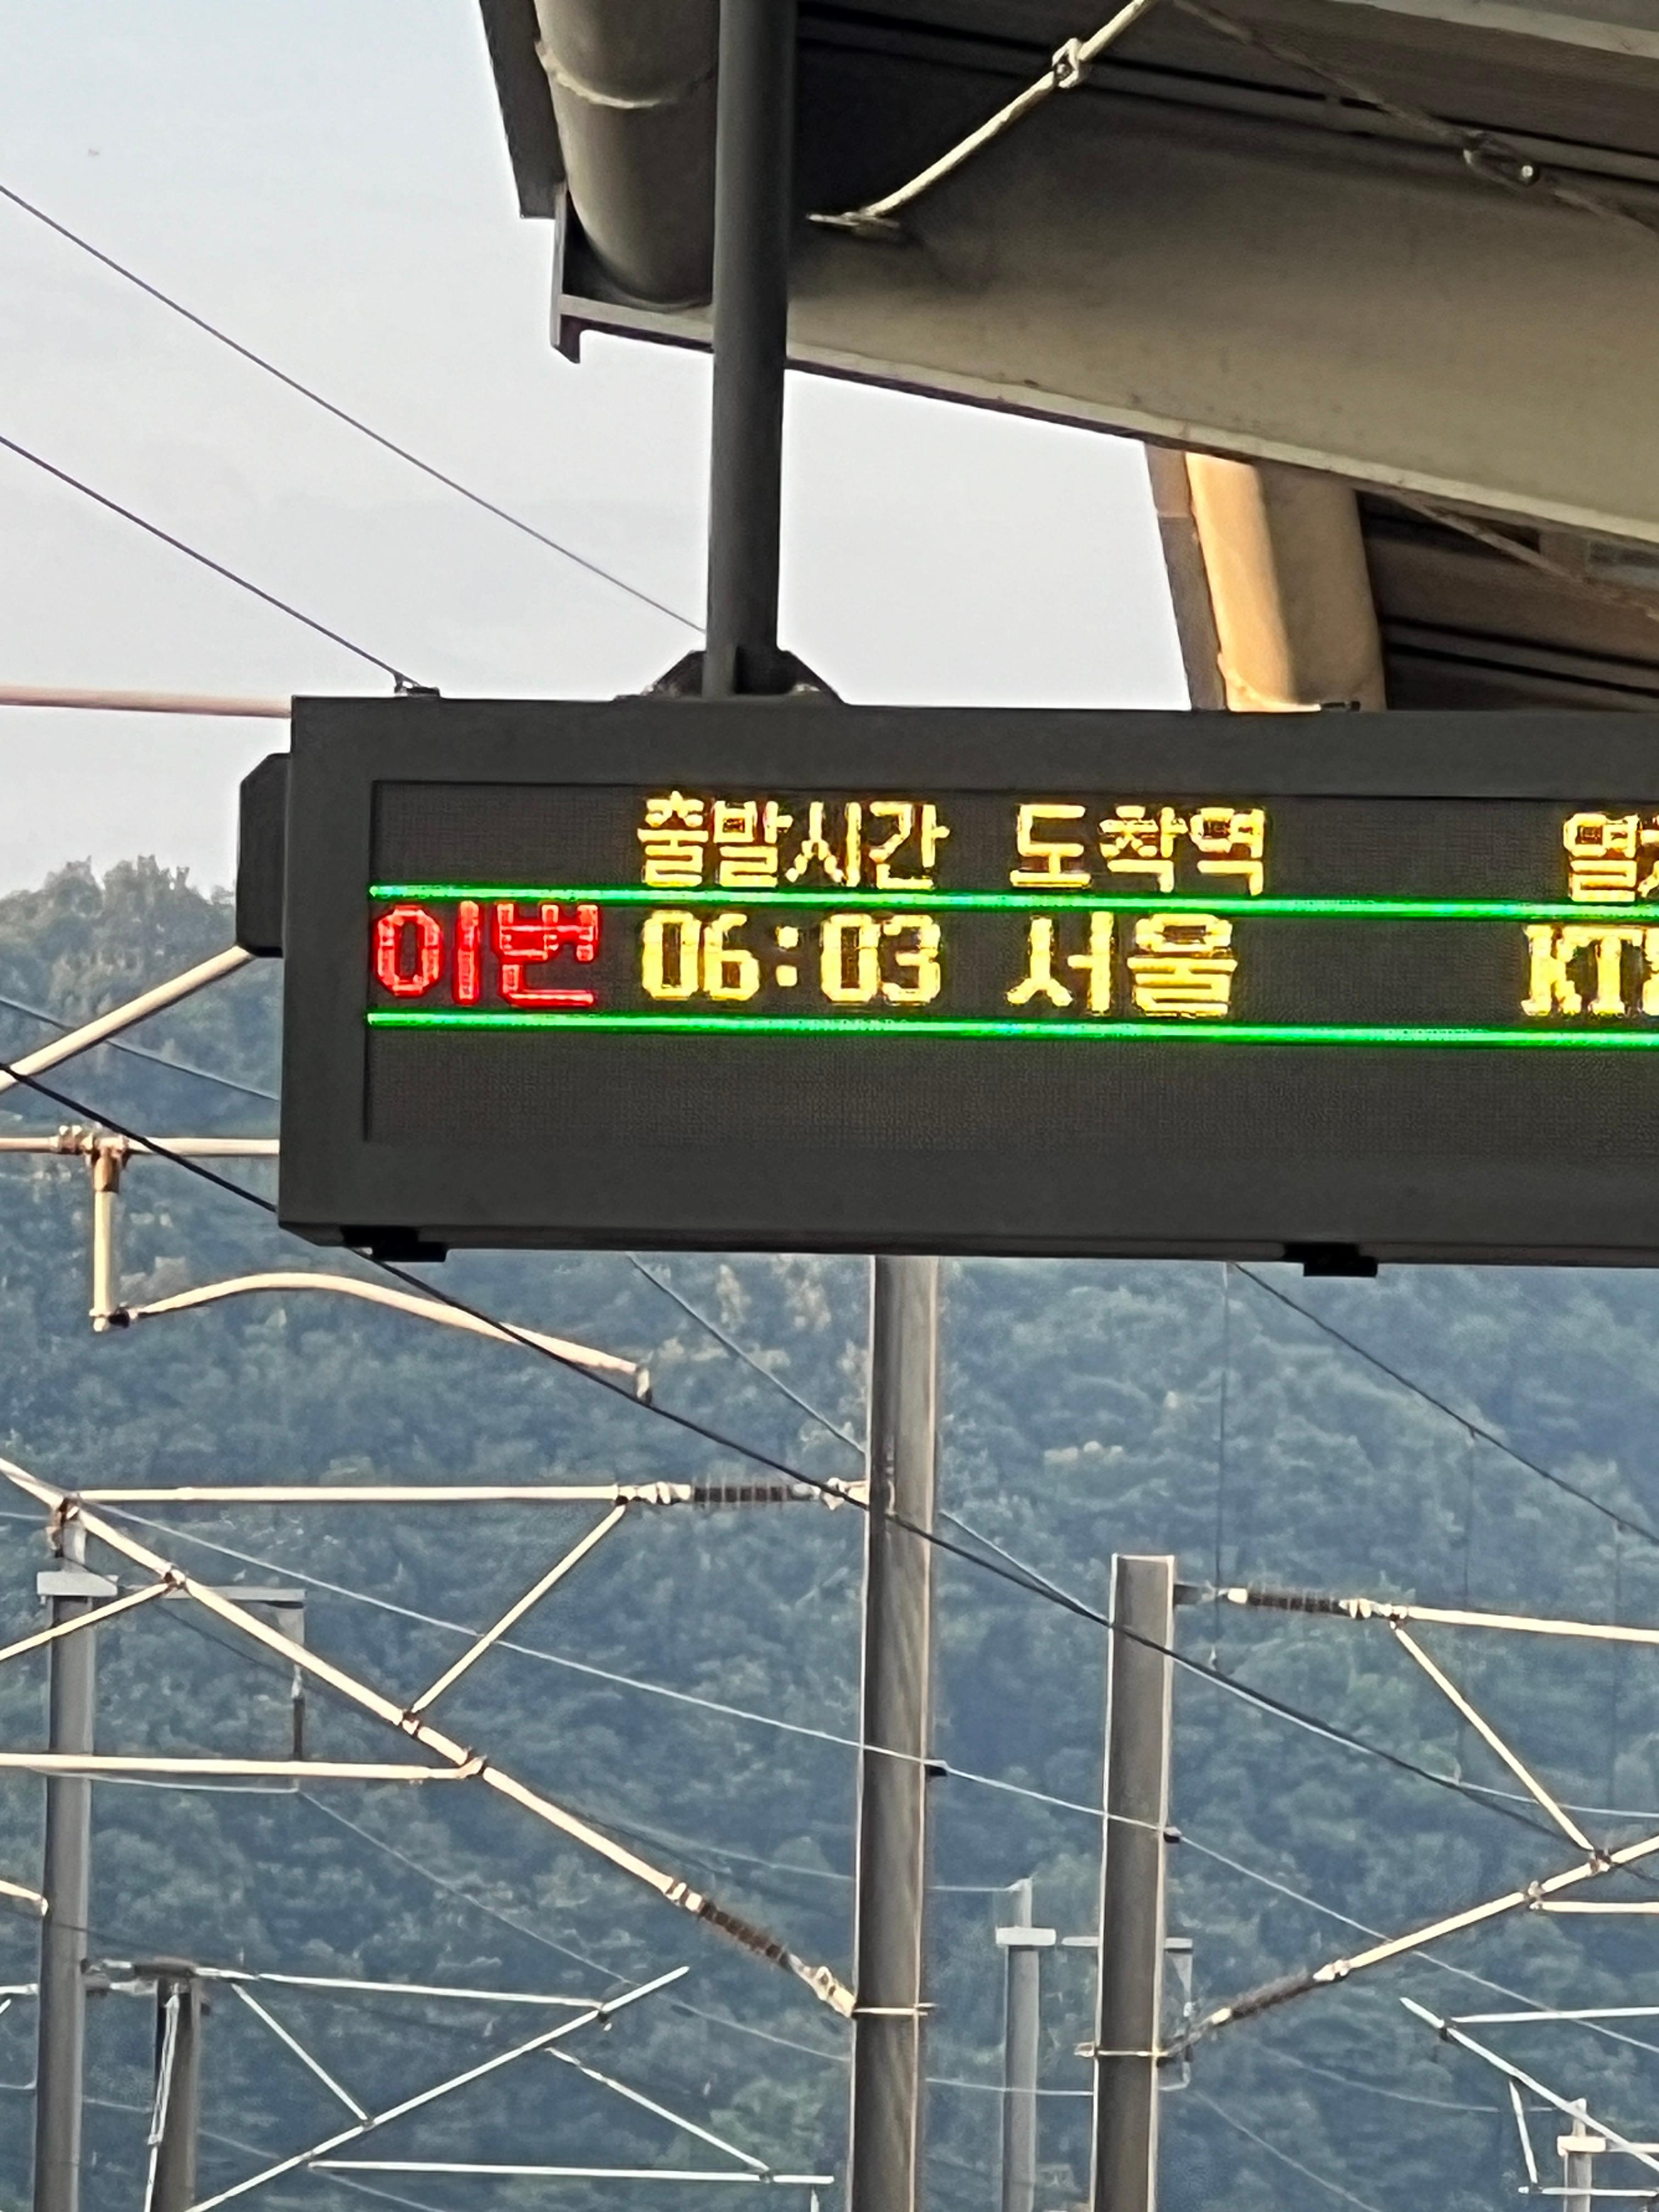 출발시간 도착역
이번 06:03 서울